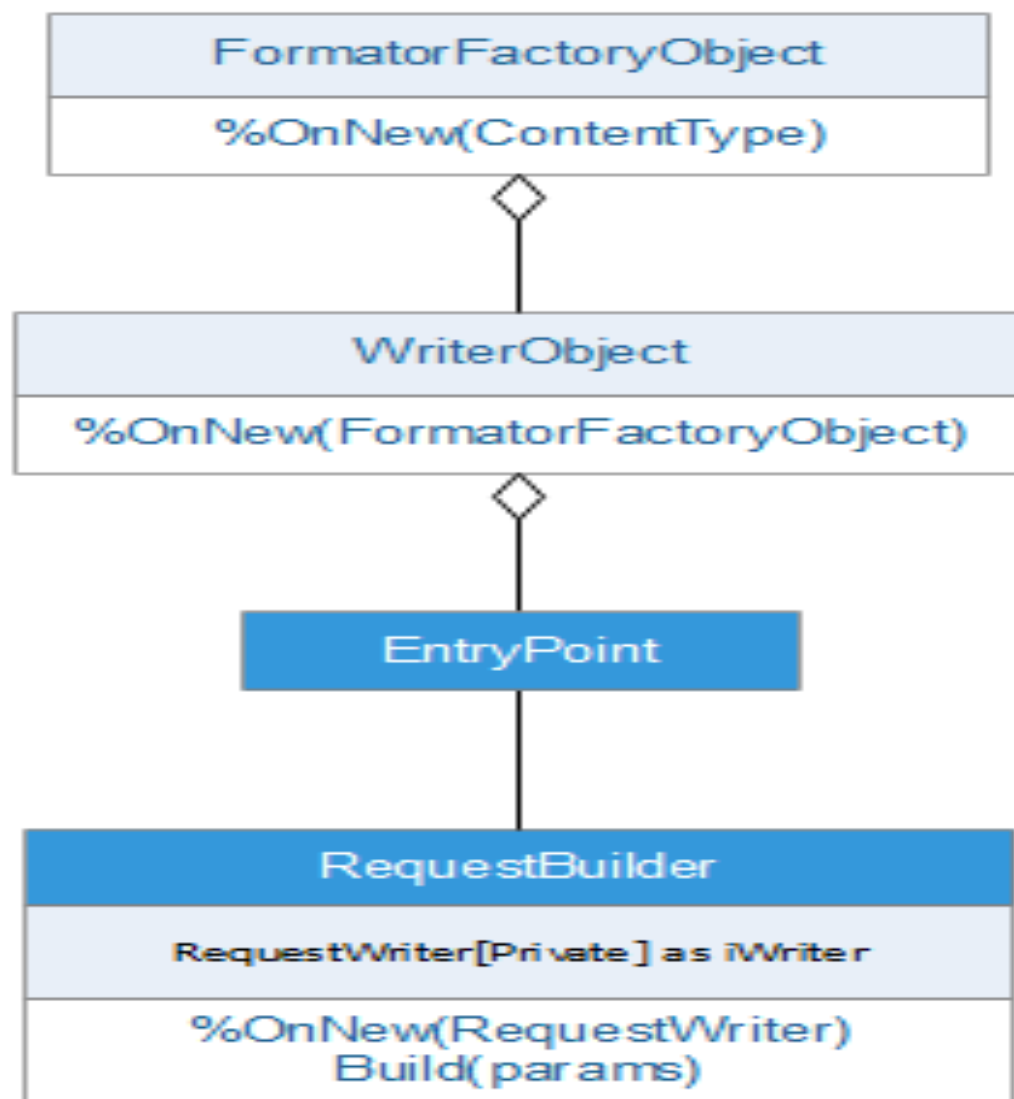 FormatorFactoryObject
%OnNew(ContentType)
WriterObject
%OnNew(FormatorFactoryObject)
EntryPoint
RequestBuilder
RequestWriter[Private] as iWriter
%OnNew(RequestWriter)
Build(params)